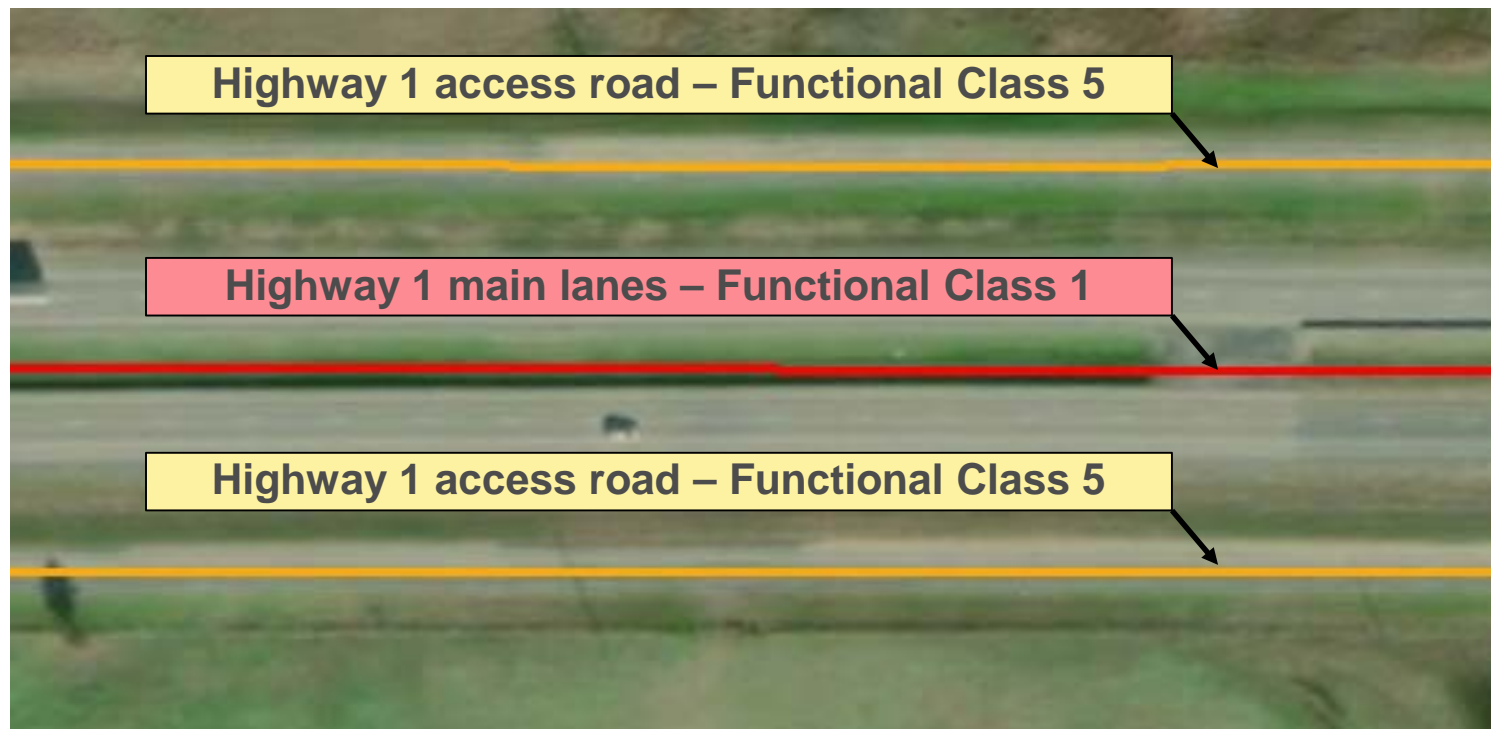 Highway 1 access road – Functional Class 5
Highway 1 main lanes – Functional Class 1
Highway 1 access road – Functional Class 5